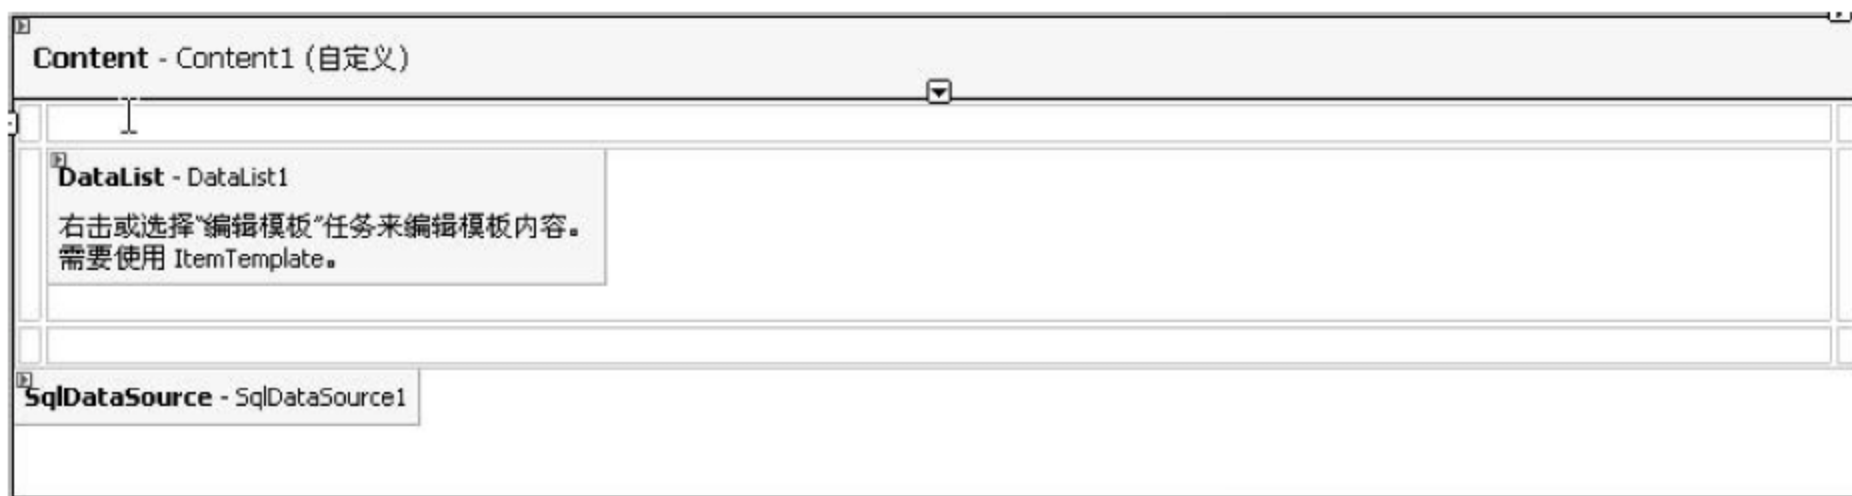 Content - Content1 (自定义)
DataList - DataList1
右击或选择“编辑模板”任务来编辑模板内容。
需要使用 ItemTemplate。
SqlDataSource - SqlDataSource1